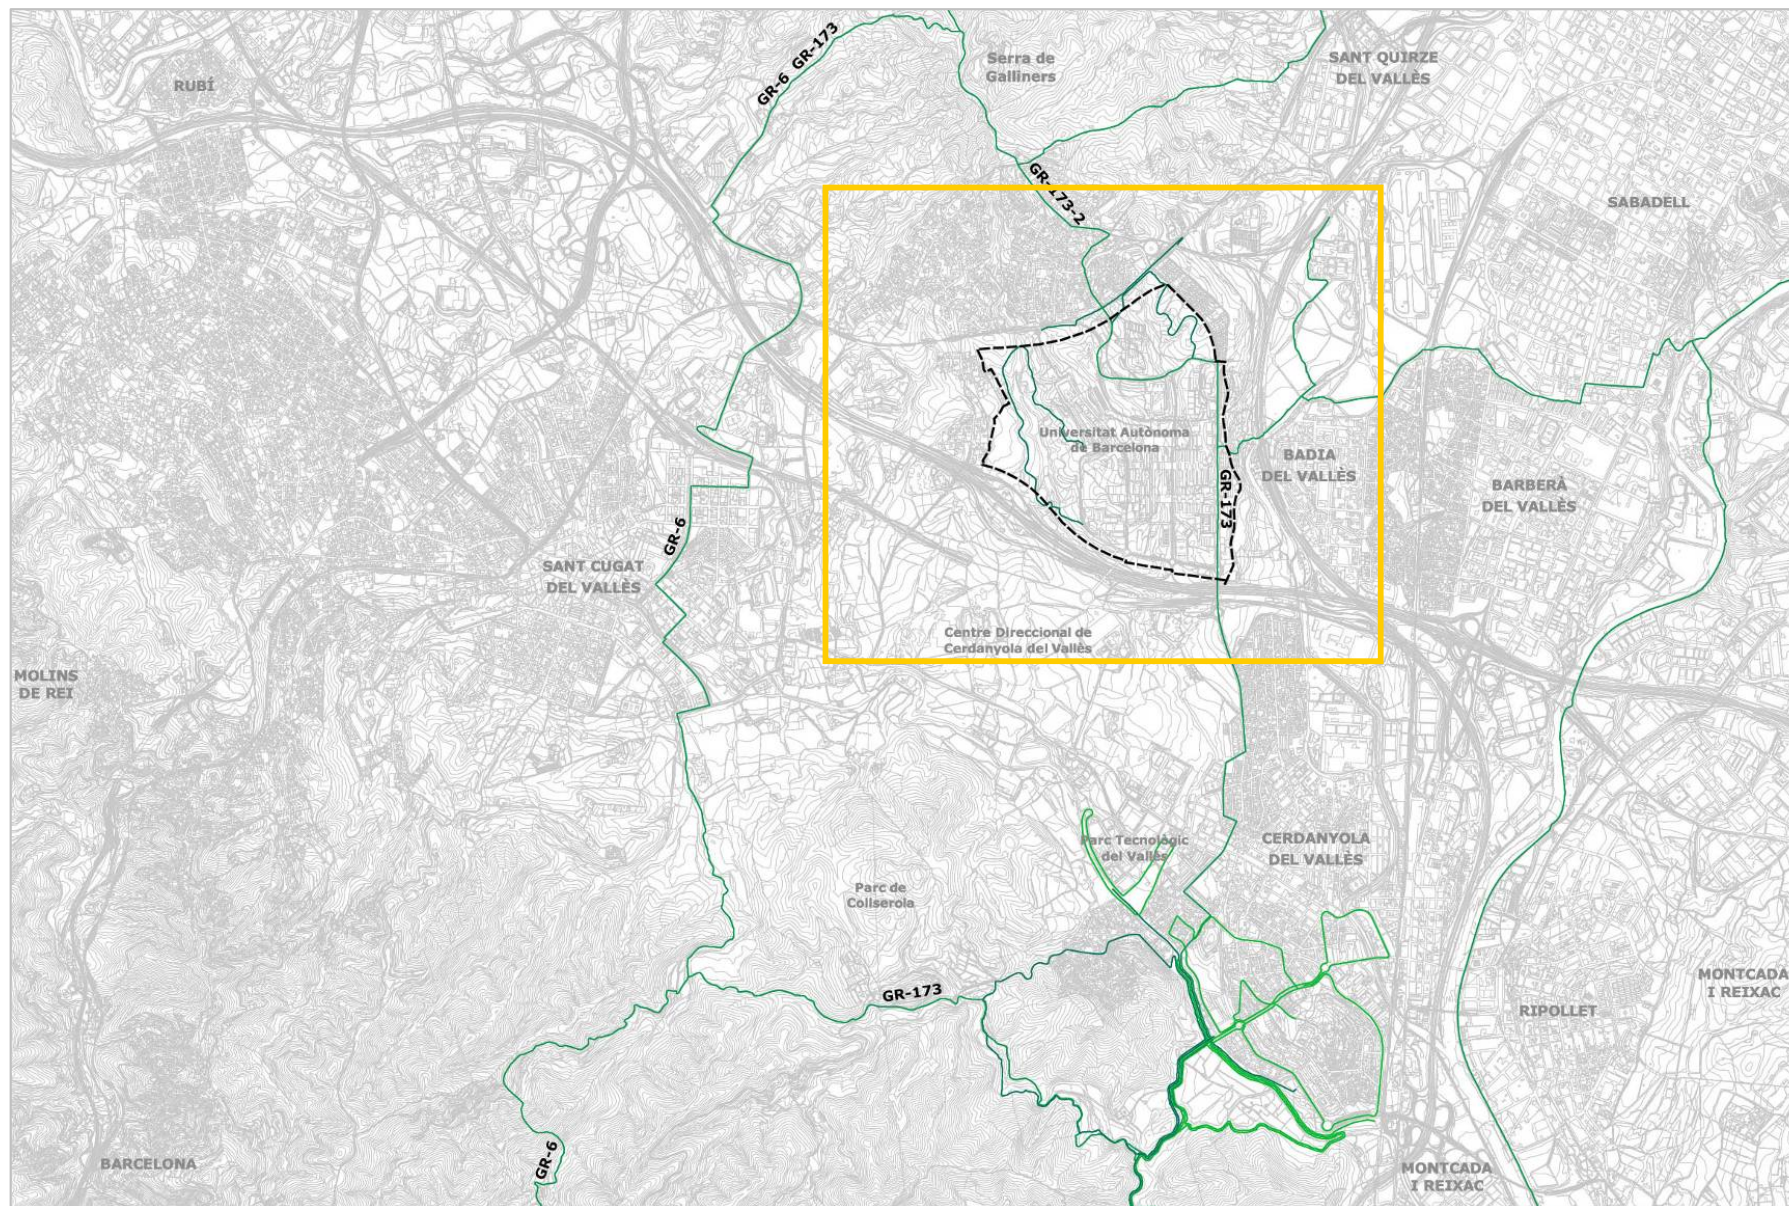 GR-6 GR-173
Serra de
Galliners
SANT QUIRZE
DEL VALLÈS
RUBÍ
GR-173-2
SABADELL
Universitat Autònoma
de Barcelona
BADIA
DEL VALLÈS
GR-173
BARBERÀ
DEL VALLÈS
GR-6
SANT CUGAT
DEL VALLÈS
Centre Direccional de
Cerdanyola del Vallès
MOLINS
DE REI
Parc Tecnològic
del Vallès
CERDANYOLA
DEL VALLÈS
Parc de
Collserola
GR-173
MONTCADA
I REIXAC
RIPOLLET
GR-6
BARCELONA
MONTCADA
I REIXAC